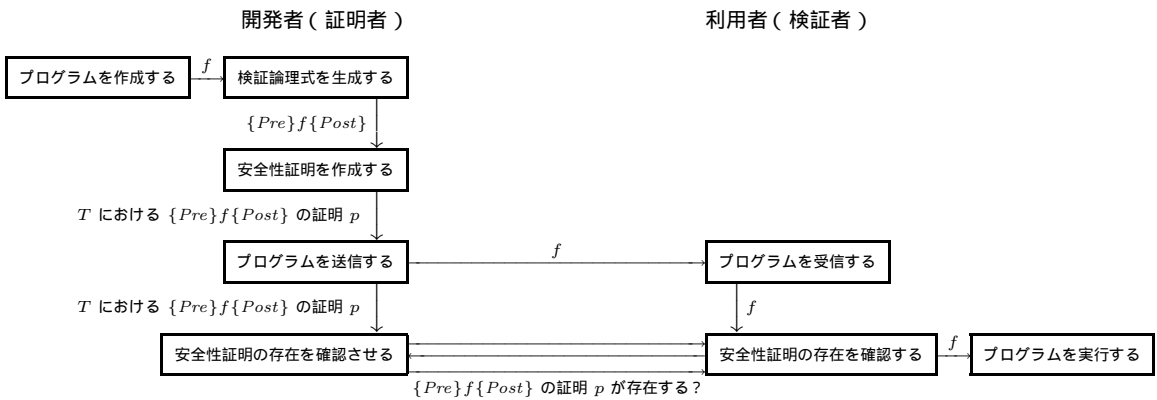 開発者(証明者) 利用者(検証者)
プログラムを作成する f 検証論理式を生成する
{Pre}f{Post}
安全性証明を作成する
T における {Pre}f{Post} の証明 p
プログラムを送信する f プログラムを受信する
T における {Pre}f{Post} の証明 p f
安全性証明の存在を確認させる 安全性証明の存在を確認する f プログラムを実行する
{Pre}f{Post} の証明 p が存在する?